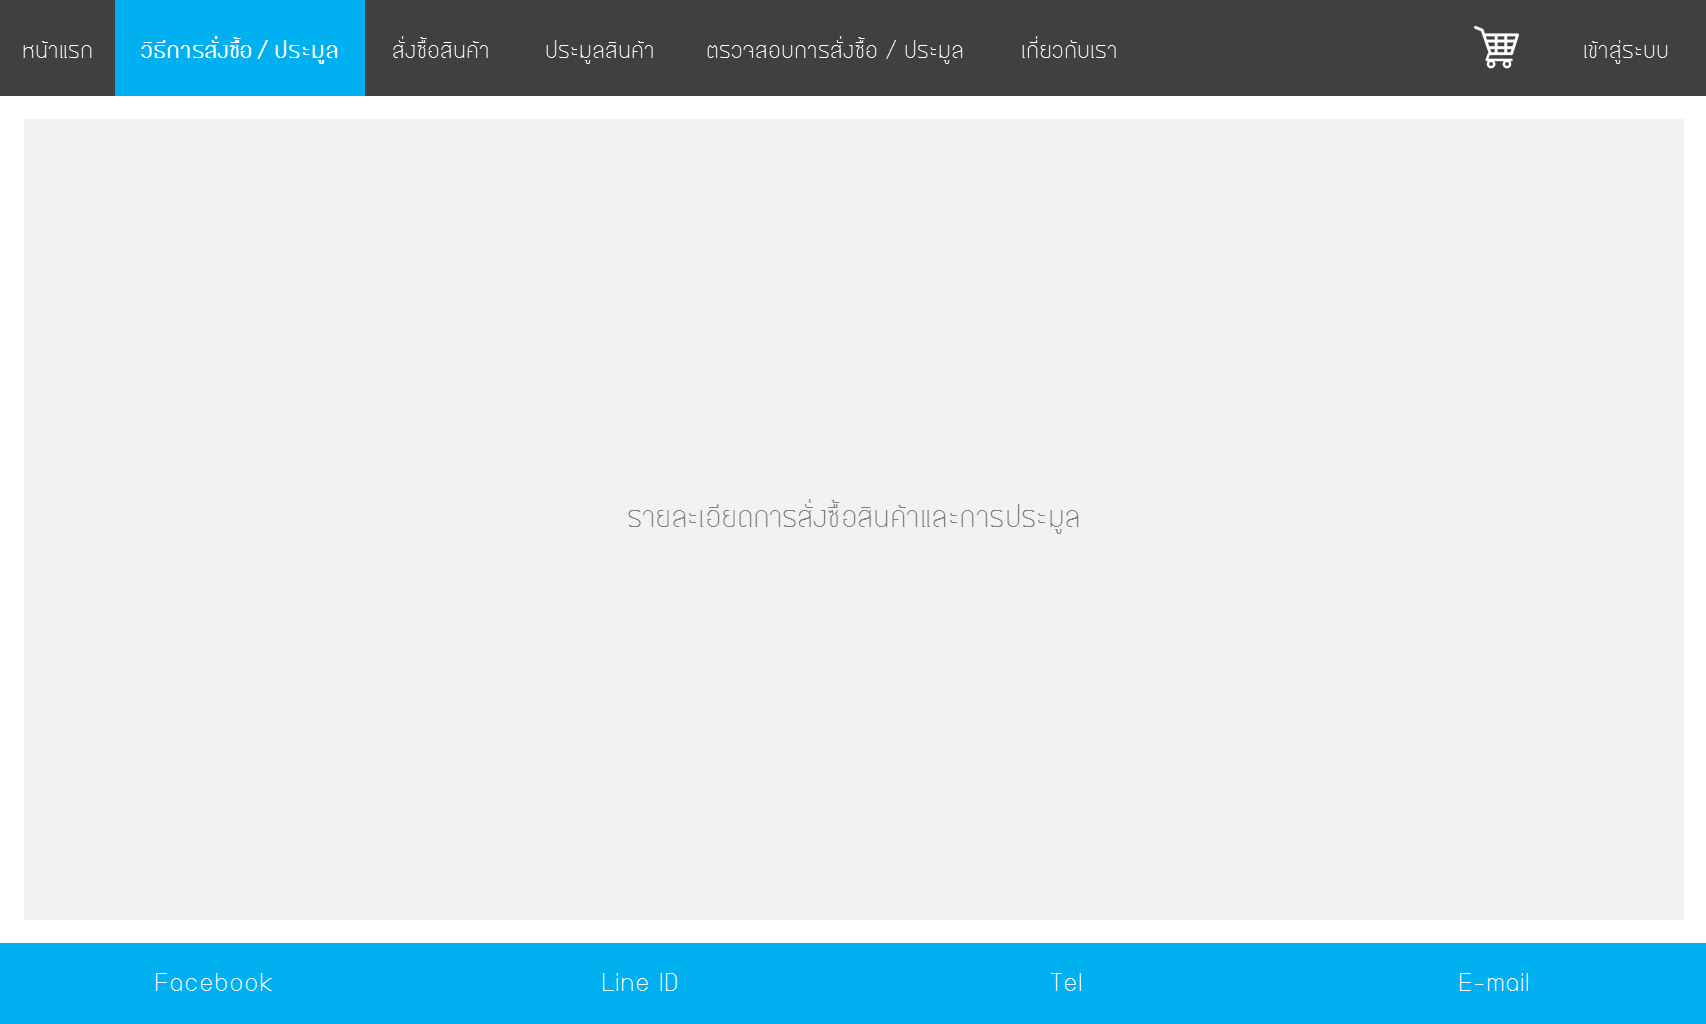 หน้าแรก วิธีการสั่งซื้อ / ประมูล สั่งซื้อสินค้า ประมูลสินค้า ตรวจสอบการสั่งซื้อ / ประมูล เกี่ยวกับเรา เข้าสู่ระบบ
รายละเอียดการสั่งซื้อสินค้าและการประมูล
Facebook Line ID Tel E-mail